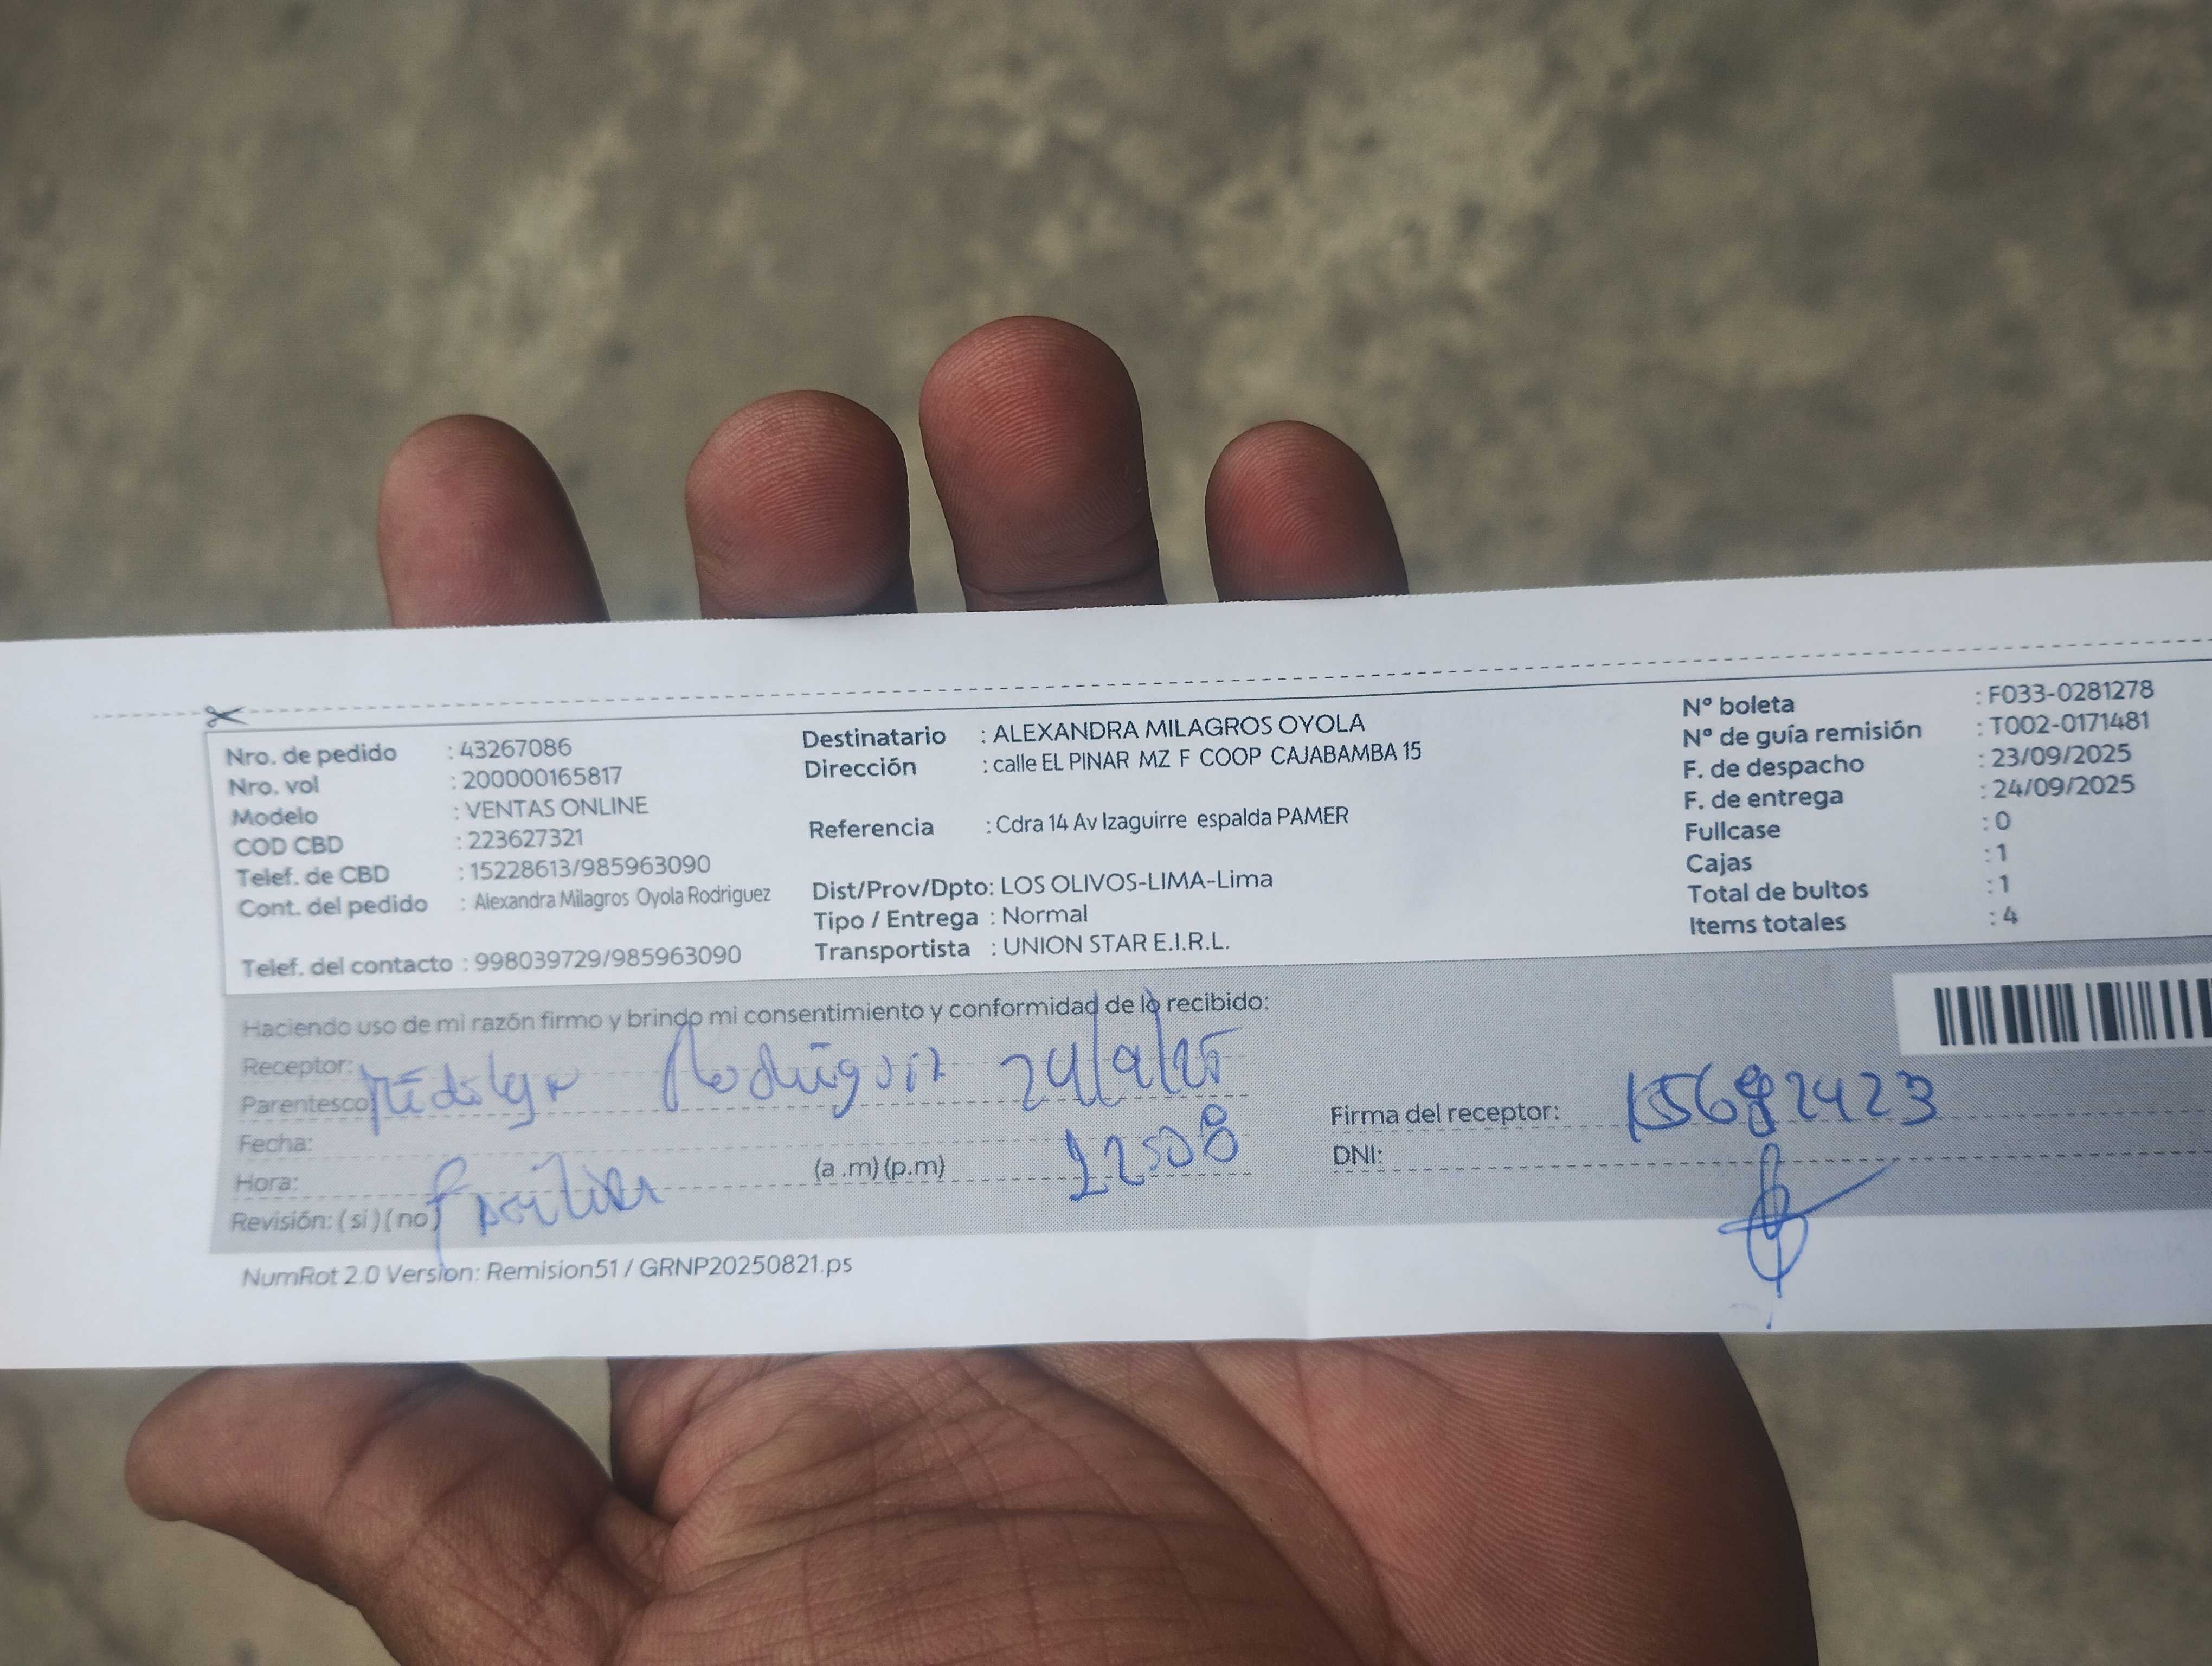 Nro. de pedido : 43267086
Nro. vol : 200000165817
Modelo : VENTAS ONLINE
COD CBD : 223627321
Telef. de CBD : 15228613/985963090
Cont. del pedido : Alexandra Milagros Oyola Rodriguez
Telef. del contacto : 998039729/985963090
Destinatario : ALEXANDRA MILAGROS OYOLA
Dirección : calle EL PINAR MZ F COOP CAJABAMBA 15
Referencia : Cdra 14 Av Izaguirre espalda PAMER
Dist/Prov/Dpto: LOS OLIVOS-LIMA-Lima
Tipo / Entrega : Normal
Transportista : UNION STAR E.I.R.L.
Nº boleta : F033-0281278
Nº de guía remisión : T002-0171481
F. de despacho : 23/09/2025
F. de entrega : 24/09/2025
Fullcase : 0
Cajas : 1
Total de bultos : 1
Items totales : 4
Haciendo uso de mi razón firmo y brindo mi consentimiento y conformidad de lo recibido:
Receptor:
Parentesco 24/9/25
Fecha:
Hora: (a .m) (p.m)
Revisión: ( si ) ( no )
Firma del receptor:
DNI:
NumRot 2.0 Version: Remision51 / GRNP20250821.ps